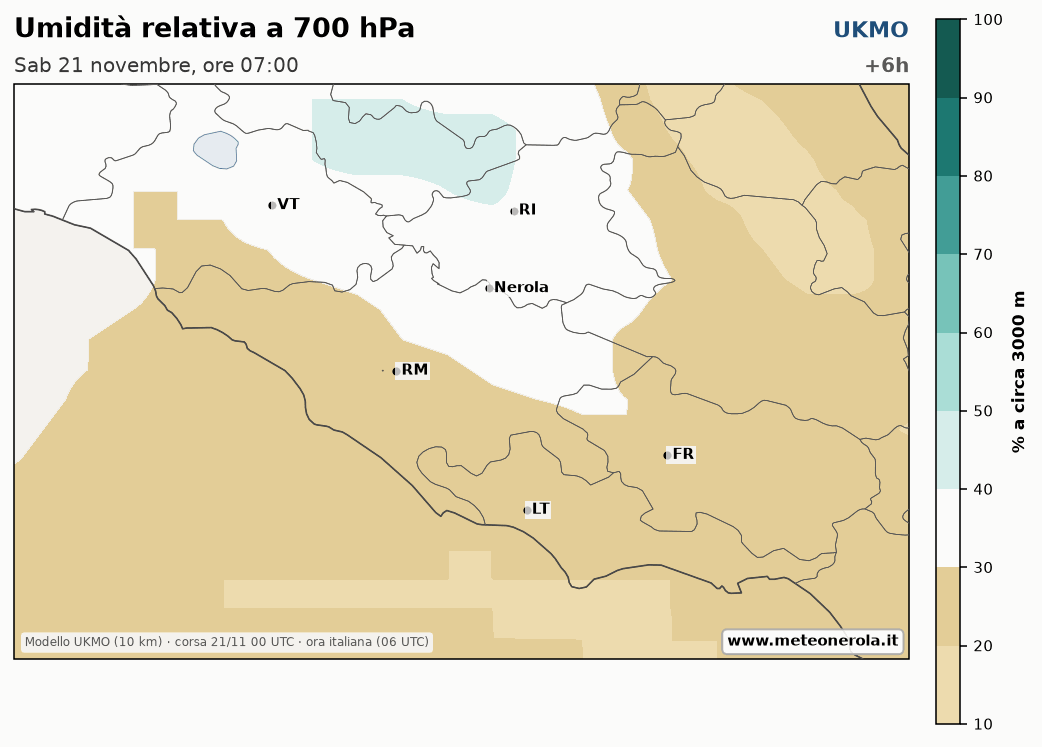 Umidità relativa a 700 hPa
UKMO
Sab 21 novembre, ore 07:00
+6h
VT
RI
Nerola
RM
FR
LT
Modello UKMO (10 km) · corsa 21/11 00 UTC · ora italiana (06 UTC)
www.meteonerola.it
100
90
80
70
60
50
40
30
20
10
% a circa 3000 m